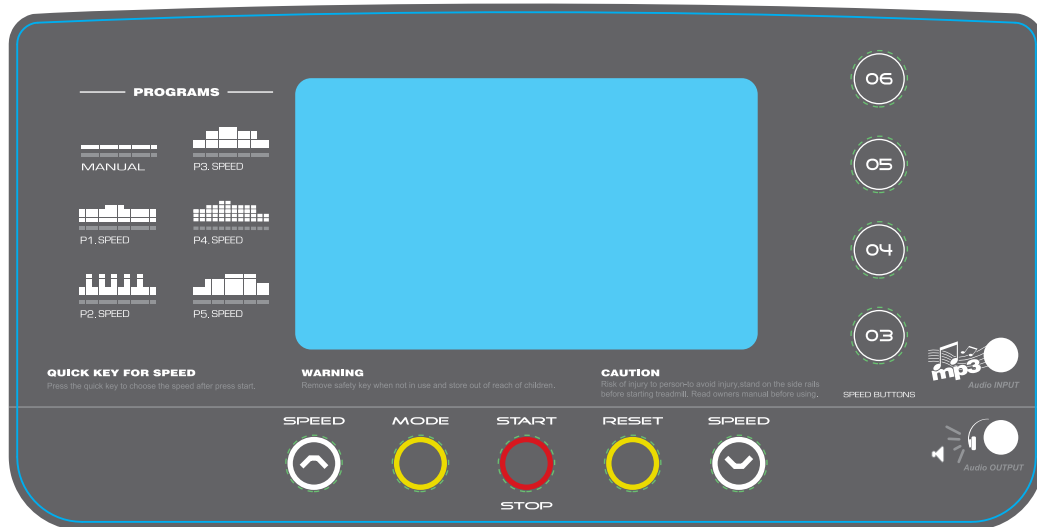 PROGRAMS
MANUAL
P3. SPEED
P1. SPEED
P4. SPEED
P2. SPEED
P5. SPEED
06
05
04
03
SPEED BUTTONS
QUICK KEY FOR SPEED
Press the quick key to choose the speed after press start.
WARNING
Remove safety key when not in use and store out of reach of children.
CAUTION
Risk of injury to person-to avoid injury,stand on the side rails
before starting treadmill. Read owners manual before using.
mp3
Audio INPUT
SPEED
MODE
START
RESET
SPEED
STOP
Audio OUTPUT